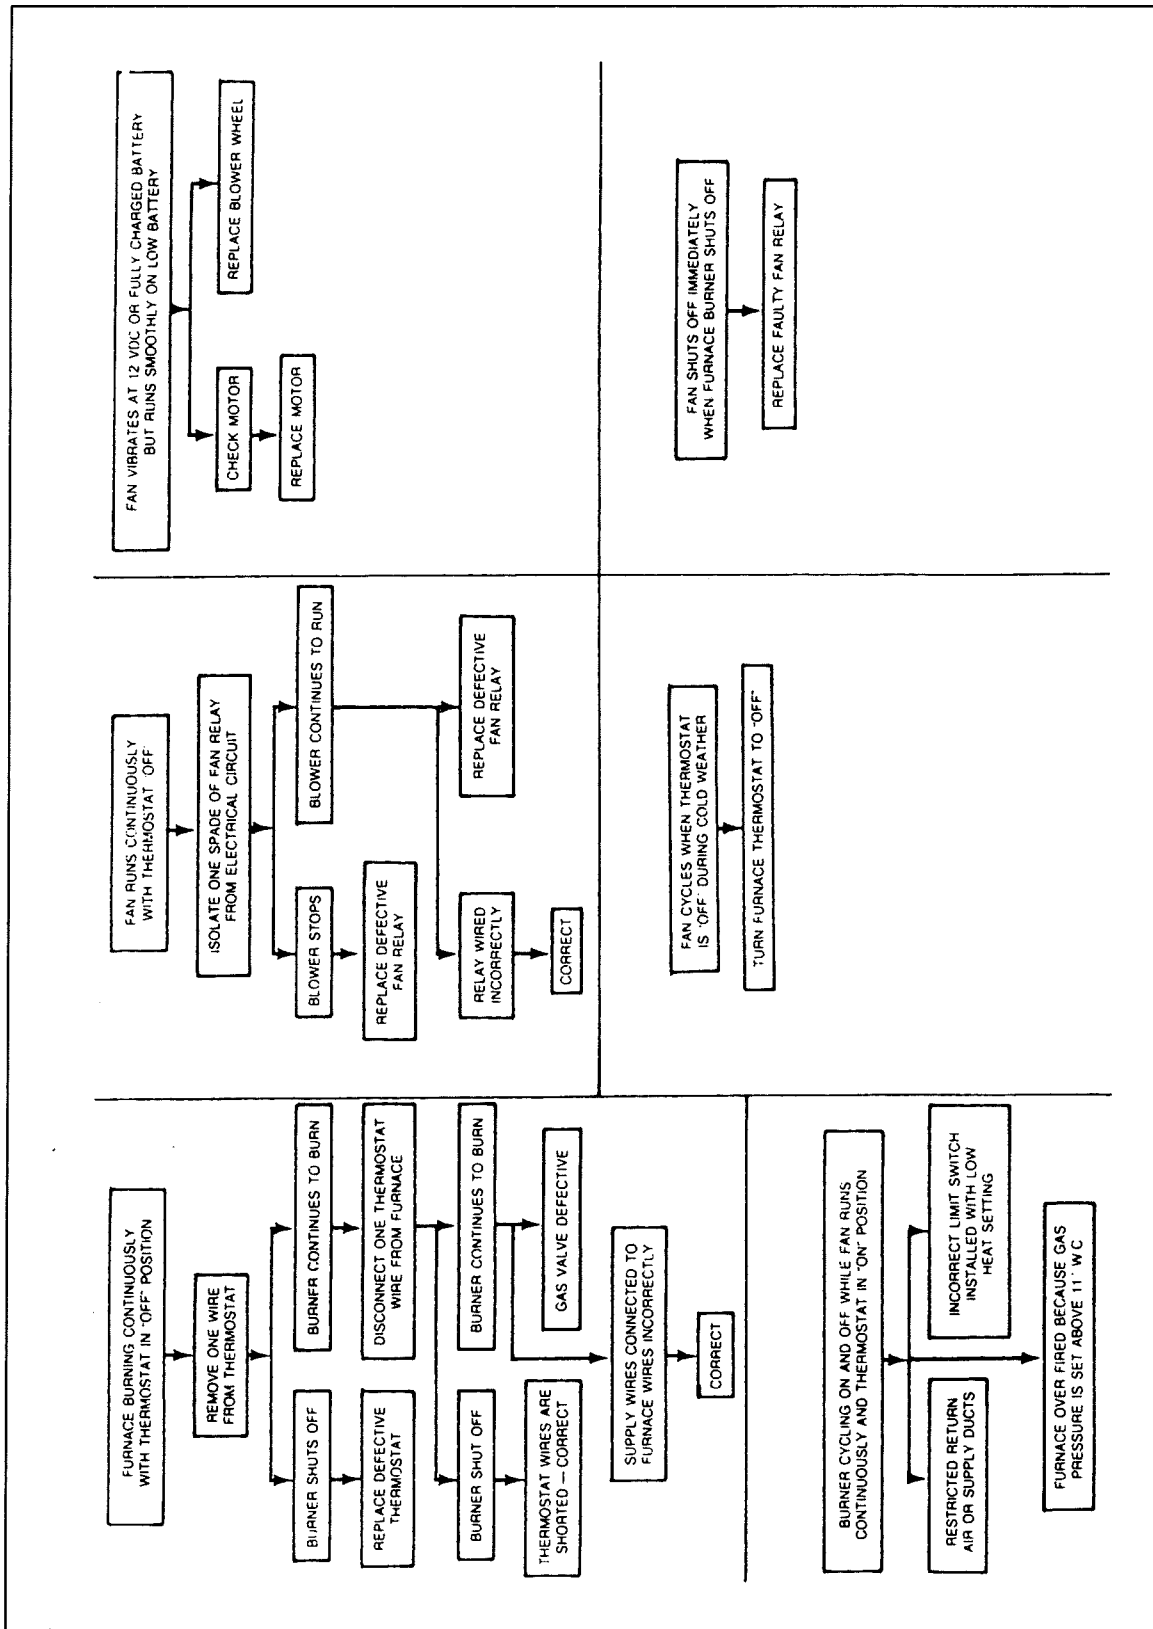 FURNACE BURNING CONTINUOUSLY
WITH THERMOSTAT IN "OFF" POSITION
REMOVE ONE WIRE
FROM THERMOSTAT
BURNER SHUTS OFF
BURNER CONTINUES TO BURN
REPLACE DEFECTIVE
THERMOSTAT
DISCONNECT ONE THERMOSTAT
WIRE FROM FURNACE
BURNER SHUT OFF
BURNER CONTINUES TO BURN
THERMOSTAT WIRES ARE
SHORTED — CORRECT
GAS VALVE DEFECTIVE
SUPPLY WIRES CONNECTED TO
FURNACE WIRES INCORRECTLY
CORRECT
FAN RUNS CONTINUOUSLY
WITH THERMOSTAT 'OFF'
ISOLATE ONE SPADE OF FAN RELAY
FROM ELECTRICAL CIRCUIT
BLOWER STOPS
BLOWER CONTINUES TO RUN
REPLACE DEFECTIVE
FAN RELAY
RELAY WIRED
INCORRECTLY
REPLACE DEFECTIVE
FAN RELAY
CORRECT
FAN VIBRATES AT 12 VDC OR FULLY CHARGED BATTERY
BUT RUNS SMOOTHLY ON LOW BATTERY
CHECK MOTOR
REPLACE BLOWER WHEEL
REPLACE MOTOR
BURNER CYCLING ON AND OFF WHILE FAN RUNS
CONTINUOUSLY AND THERMOSTAT IN "ON" POSITION
RESTRICTED RETURN
AIR OR SUPPLY DUCTS
INCORRECT LIMIT SWITCH
INSTALLED WITH LOW
HEAT SETTING
FURNACE OVER FIRED BECAUSE GAS
PRESSURE IS SET ABOVE 11" WC
FAN CYCLES WHEN THERMOSTAT
IS "OFF" DURING COLD WEATHER
TURN FURNACE THERMOSTAT TO "OFF"
FAN SHUTS OFF IMMEDIATELY
WHEN FURNACE BURNER SHUTS OFF
REPLACE FAULTY FAN RELAY